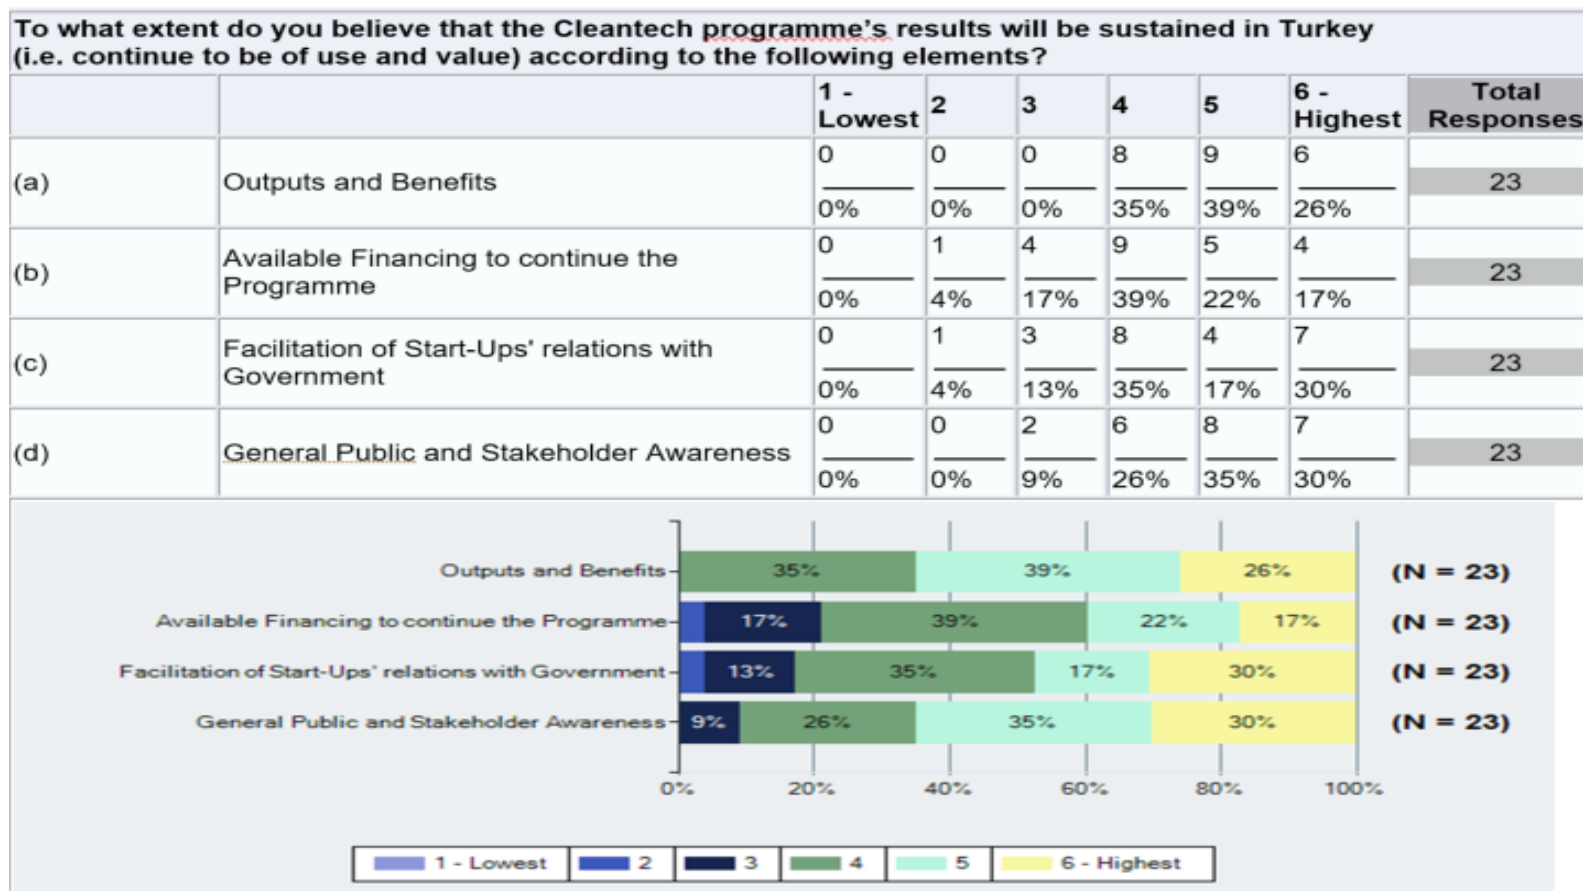 To what extent do you believe that the Cleantech programme's results will be sustained in Turkey
(i.e. continue to be of use and value) according to the following elements?
1 - Lowest 2 3 4 5 6 - Highest Total Responses
0 0 0 8 9 6
(a) Outputs and Benefits 23
0% 0% 0% 35% 39% 26%
0 1 4 9 5 4
(b) Available Financing to continue the Programme 23
0% 4% 17% 39% 22% 17%
0 1 3 8 4 7
(c) Facilitation of Start-Ups' relations with Government 23
0% 4% 13% 35% 17% 30%
0 0 2 6 8 7
(d) General Public and Stakeholder Awareness 23
0% 0% 9% 26% 35% 30%
Outputs and Benefits 35% 39% 26% (N = 23)
Available Financing to continue the Programme 17% 39% 22% 17% (N = 23)
Facilitation of Start-Ups' relations with Government 13% 35% 17% 30% (N = 23)
General Public and Stakeholder Awareness 9% 26% 35% 30% (N = 23)
0% 20% 40% 60% 80% 100%
1 - Lowest 2 3 4 5 6 - Highest